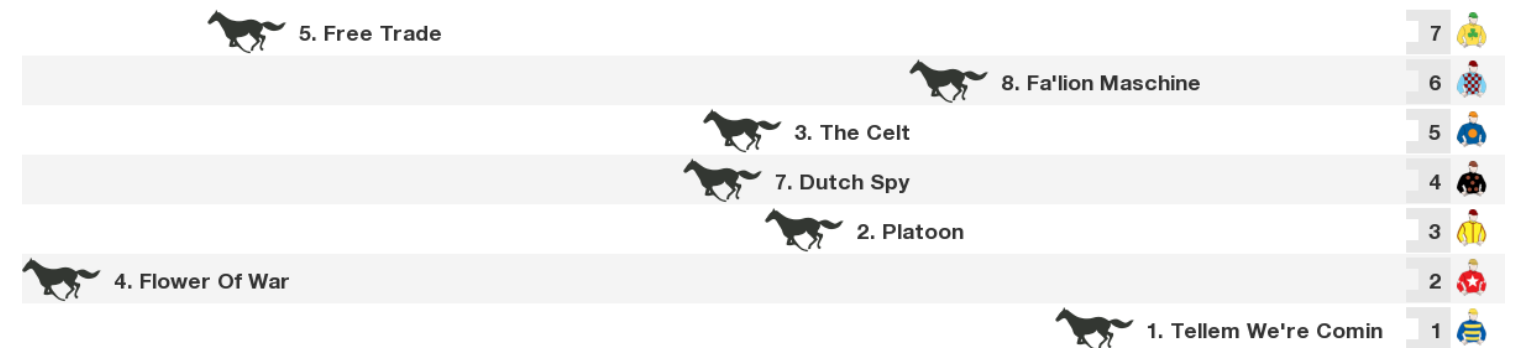 5. Free Trade 7
8. Fa'lion Maschine 6
3. The Celt 5
7. Dutch Spy 4
2. Platoon 3
4. Flower Of War 2
1. Tellem We're Comin 1